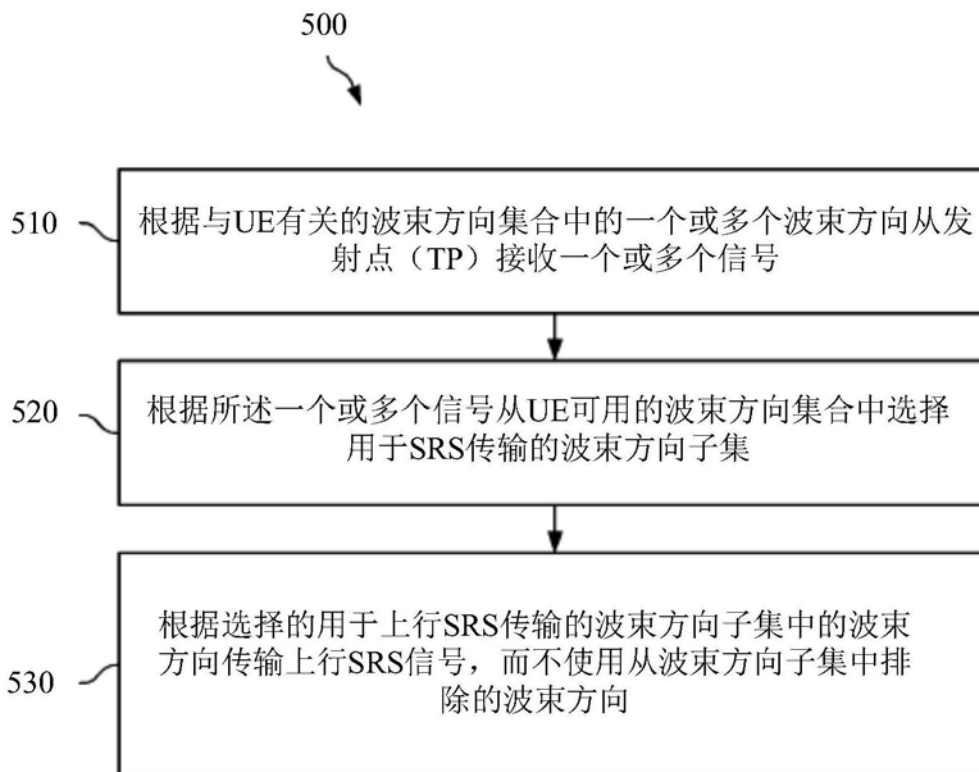 500
510
根据与UE有关的波束方向集合中的一个或多个波束方向从发
射点（TP）接收一个或多个信号
520
根据所述一个或多个信号从UE可用的波束方向集合中选择
用于SRS传输的波束方向子集
530
根据选择的用于上行SRS传输的波束方向子集中的波束
方向传输上行SRS信号，而不使用从波束方向子集中排
除的波束方向